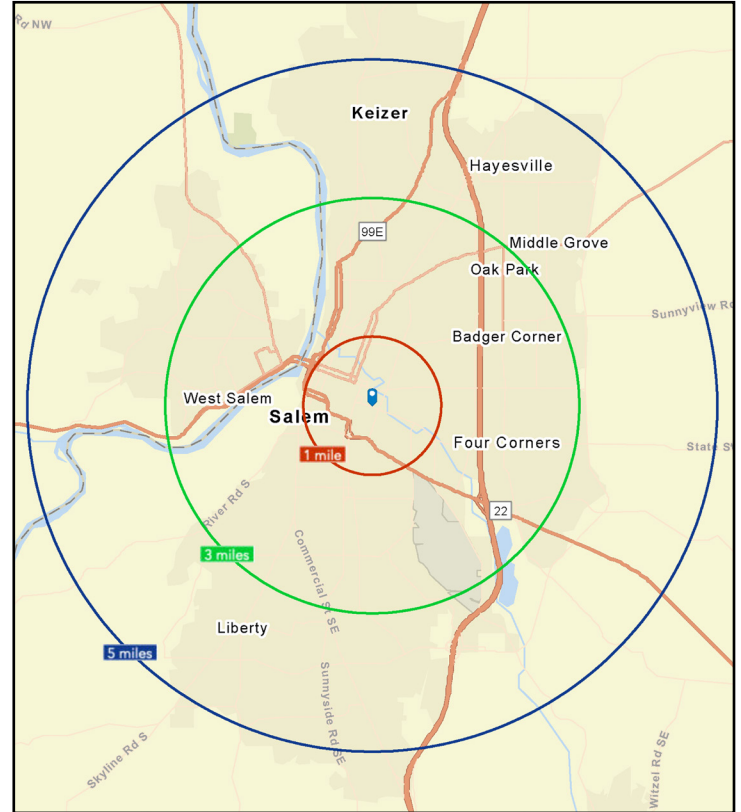 Rd NW
Keizer
Hayesville
99E
Middle Grove
Oak Park
Sunnyview Rd
Badger Corner
West Salem
Salem
Four Corners
State St
1 mile
River Rd S
22
3 miles
Commercial St SE
Liberty
5 miles
Sunnyside Rd SE
Skyline Rd S
Witzel Rd SE